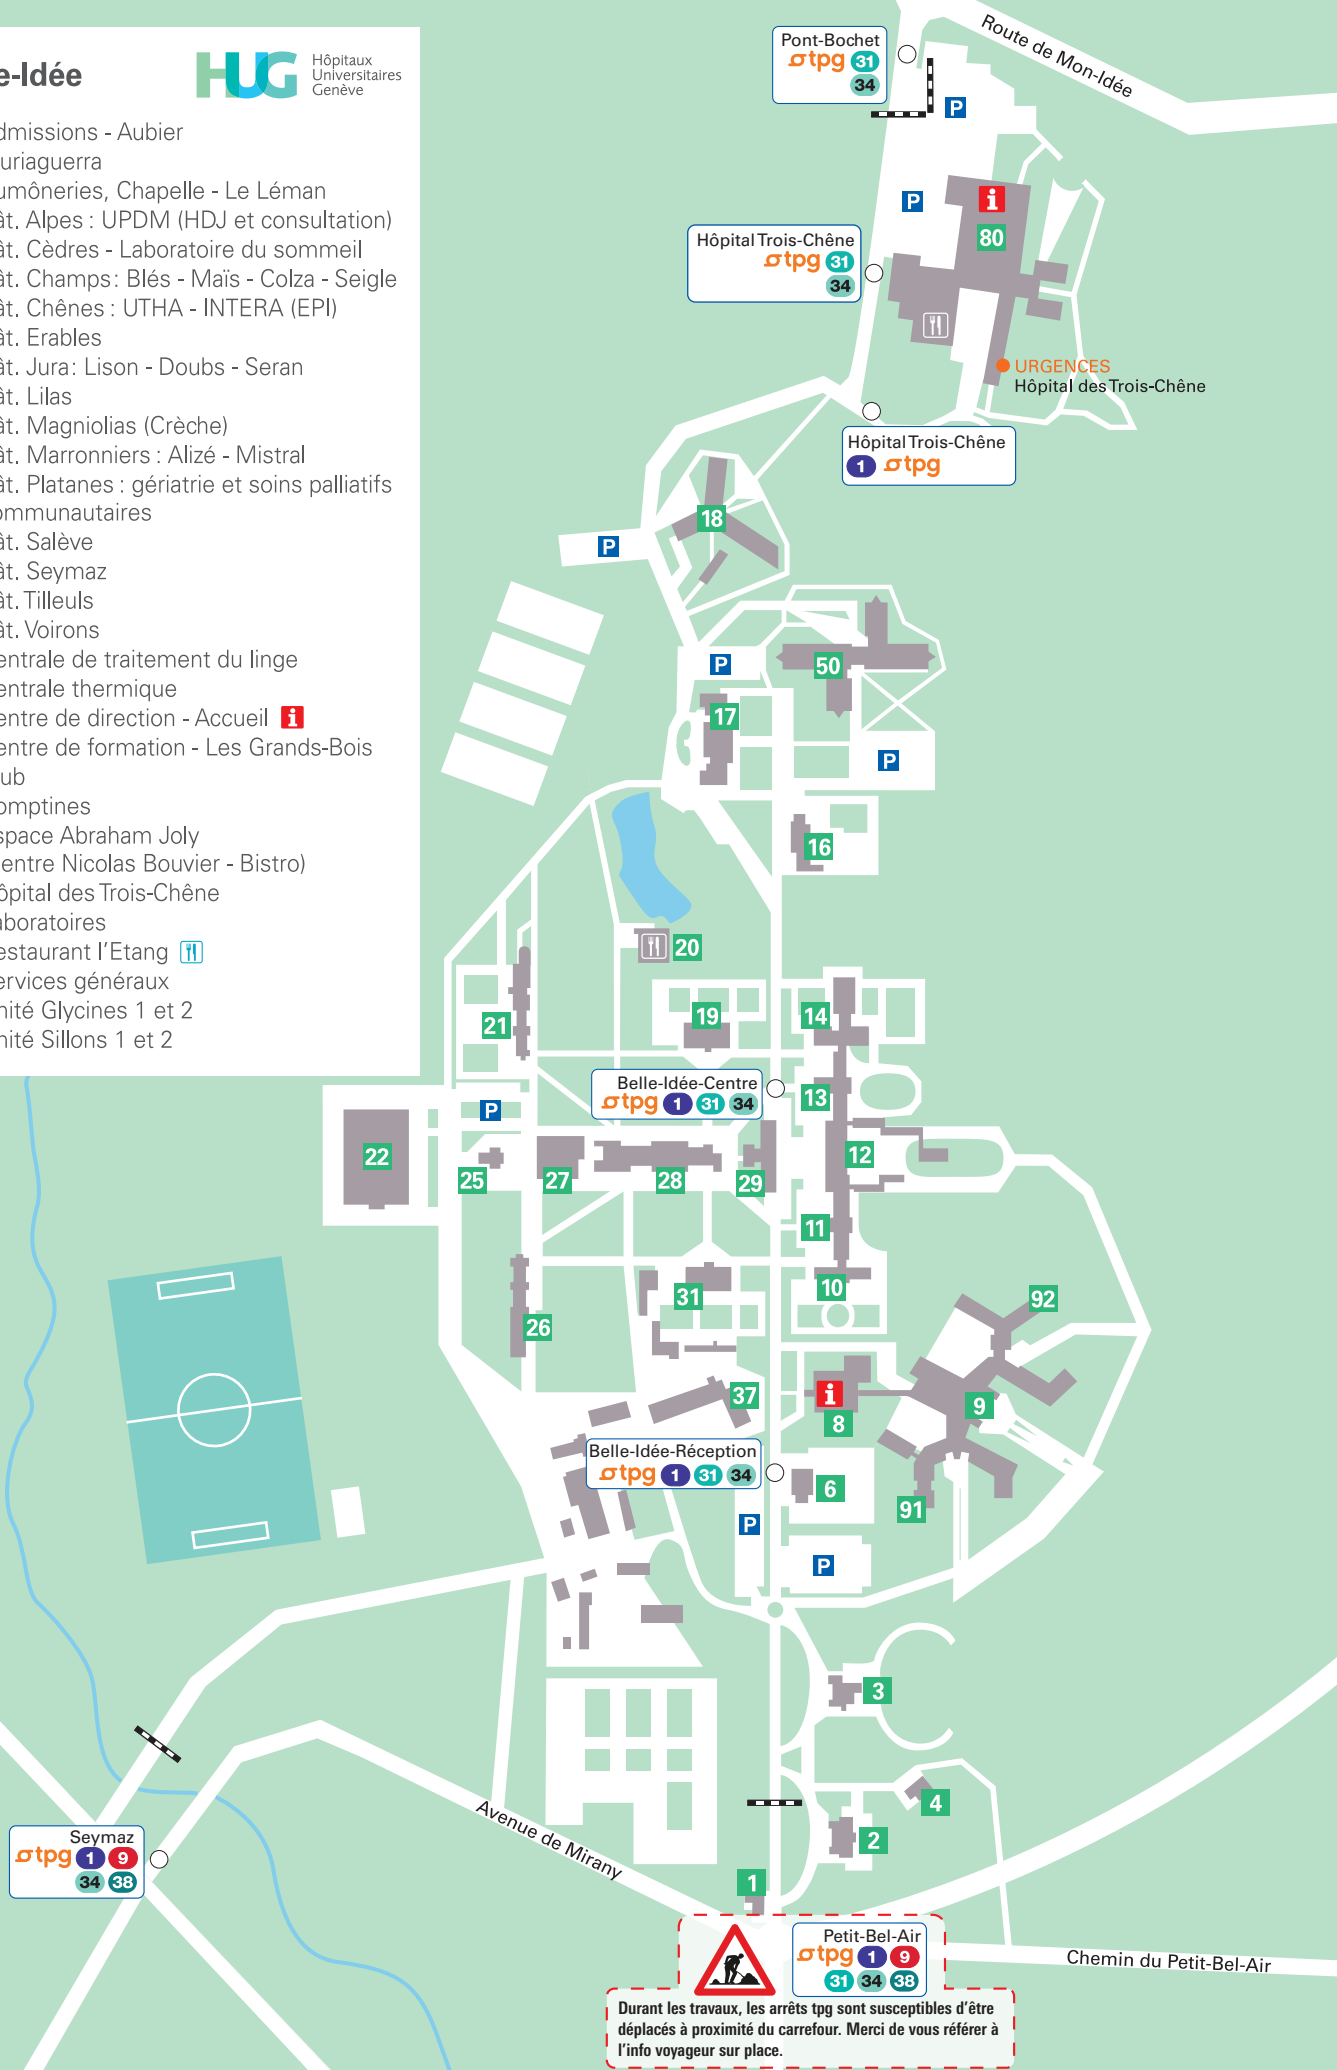 e-Idée
HUG
Hôpitaux
Universitaires
Genève
dmissions - Aubier
uriaguerra
umôneries, Chapelle - Le Léman
ât. Alpes : UPDM (HDJ et consultation)
ât. Cèdres - Laboratoire du sommeil
ât. Champs: Blés - Maïs - Colza - Seigle
ât. Chênes : UTHA - INTERA (EPI)
ât. Erables
ât. Jura: Lison - Doubs - Seran
ât. Lilas
ât. Magniolias (Crèche)
ât. Marronniers : Alizé - Mistral
ât. Platanes : gériatrie et soins palliatifs
ommunautaires
ât. Salève
ât. Seymaz
ât. Tilleuls
ât. Voirons
entrale de traitement du linge
entrale thermique
entre de direction - Accueil i
entre de formation - Les Grands-Bois
ub
omptines
space Abraham Joly
entre Nicolas Bouvier - Bistro)
ôpital des Trois-Chêne
aboratoires
estaurant l'Etang
ervices généraux
nité Glycines 1 et 2
nité Sillons 1 et 2
Route de Mon-Idée
Pont-Bochet
tpg 31
34
P
P
i
80
Hôpital Trois-Chêne
tpg 31
34
URGENCES
Hôpital des Trois-Chêne
Hôpital Trois-Chêne
1 tpg
18
P
P
50
17
P
16
20
21
19
14
Belle-Idée-Centre
tpg 1 31 34
13
P
22
25
27
28
29
12
11
10
31
26
92
37
i
8
9
Belle-Idée-Réception
tpg 1 31 34
6
91
P
P
3
4
2
1
Avenue de Mirany
Seymaz
tpg 1 9
34 38
Petit-Bel-Air
tpg 1 9
31 34 38
Chemin du Petit-Bel-Air
Durant les travaux, les arrêts tpg sont susceptibles d'être
déplacés à proximité du carrefour. Merci de vous référer à
l'info voyageur sur place.